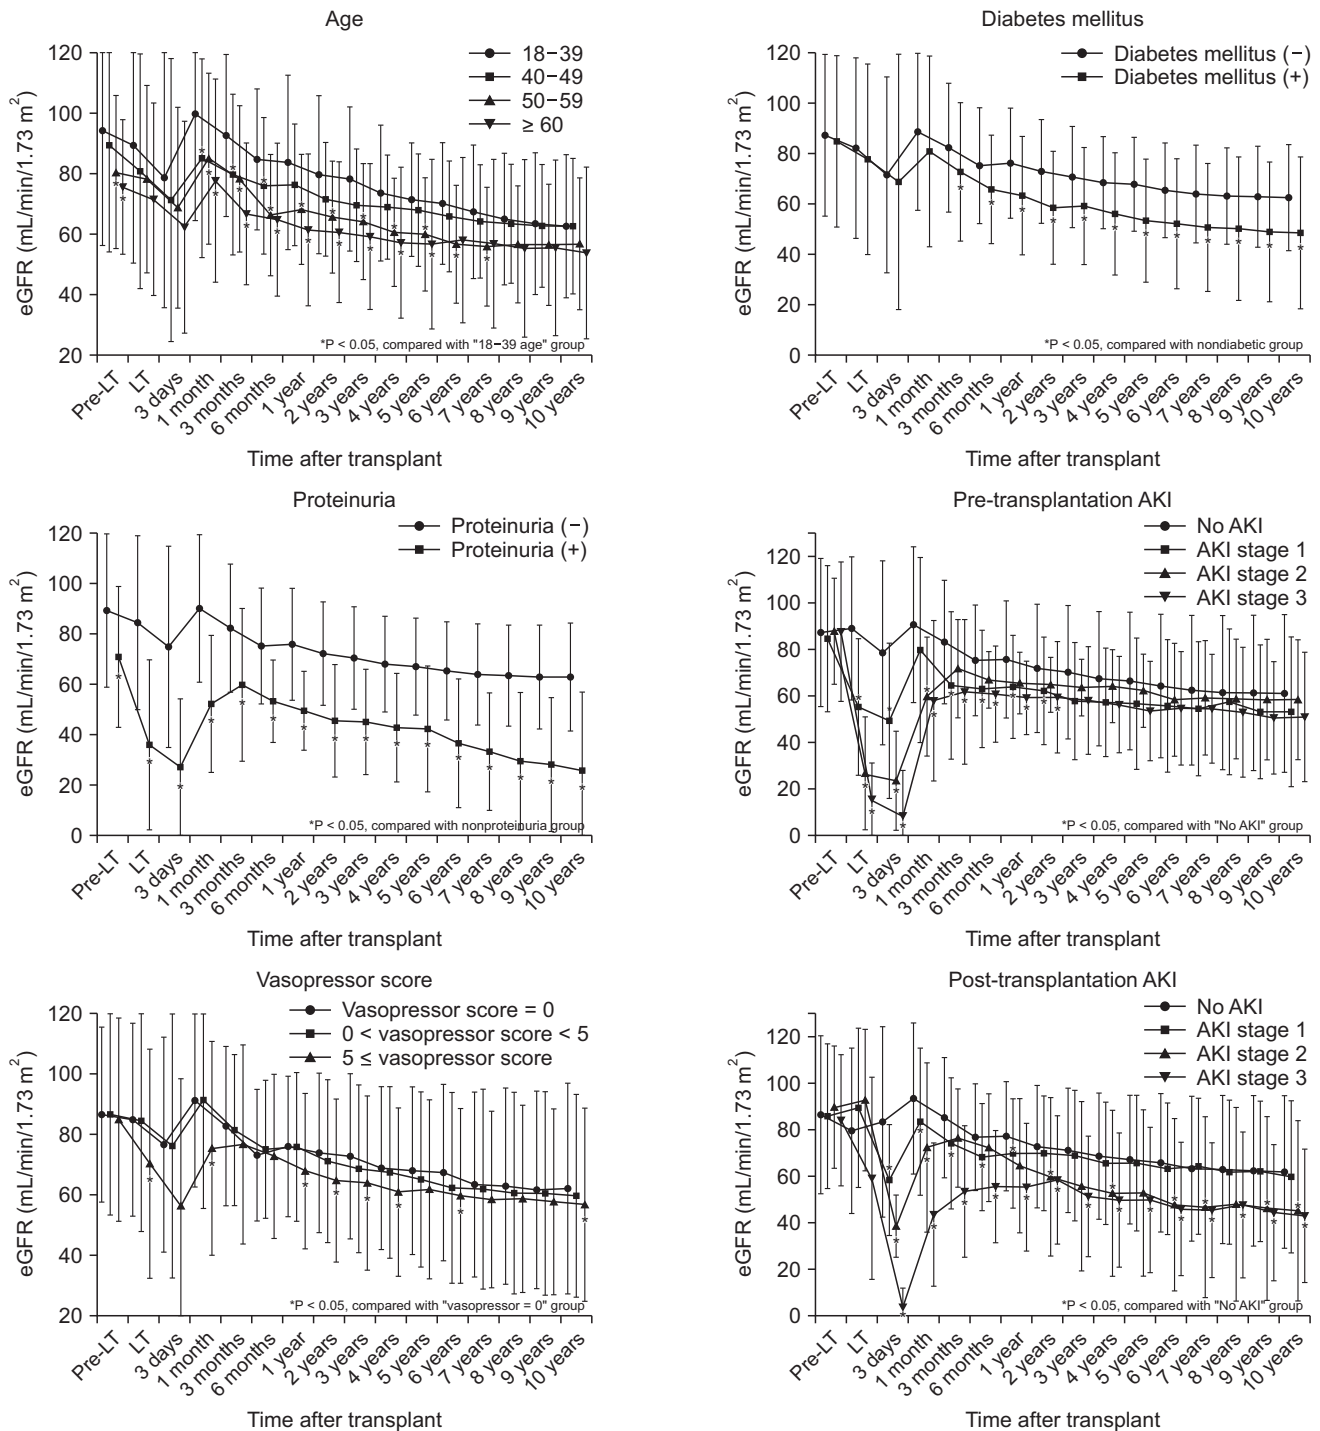 Age
eGFR (mL/min/1.73 m²)
120
100
80
60
40
20
18−39
40−49
50−59
≥ 60
*P < 0.05, compared with "18−39 age" group
Pre-LT
LT
3 days
1 month
3 months
6 months
1 year
2 years
3 years
4 years
5 years
6 years
7 years
8 years
9 years
10 years
Time after transplant
Diabetes mellitus
eGFR (mL/min/1.73 m²)
120
100
80
60
40
20
0
Diabetes mellitus (−)
Diabetes mellitus (+)
*P < 0.05, compared with nondiabetic group
Pre-LT
LT
3 days
1 month
3 months
6 months
1 year
2 years
3 years
4 years
5 years
6 years
7 years
8 years
9 years
10 years
Time after transplant
Proteinuria
eGFR (mL/min/1.73 m²)
120
100
80
60
40
20
0
Proteinuria (−)
Proteinuria (+)
*P < 0.05, compared with nonproteinuria group
Pre-LT
LT
3 days
1 month
3 months
6 months
1 year
2 years
3 years
4 years
5 years
6 years
7 years
8 years
9 years
10 years
Time after transplant
Pre-transplantation AKI
eGFR (mL/min/1.73 m²)
120
100
80
60
40
20
0
No AKI
AKI stage 1
AKI stage 2
AKI stage 3
*P < 0.05, compared with "No AKI" group
Pre-LT
LT
3 days
1 month
3 months
6 months
1 year
2 years
3 years
4 years
5 years
6 years
7 years
8 years
9 years
10 years
Time after transplant
Vasopressor score
eGFR (mL/min/1.73 m²)
120
100
80
60
40
20
Vasopressor score = 0
0 < vasopressor score < 5
5 ≤ vasopressor score
*P < 0.05, compared with "vasopressor = 0" group
Pre-LT
LT
3 days
1 month
3 months
6 months
1 year
2 years
3 years
4 years
5 years
6 years
7 years
8 years
9 years
10 years
Time after transplant
Post-transplantation AKI
eGFR (mL/min/1.73 m²)
120
100
80
60
40
20
0
No AKI
AKI stage 1
AKI stage 2
AKI stage 3
*P < 0.05, compared with "No AKI" group
Pre-LT
LT
3 days
1 month
3 months
6 months
1 year
2 years
3 years
4 years
5 years
6 years
7 years
8 years
9 years
10 years
Time after transplant